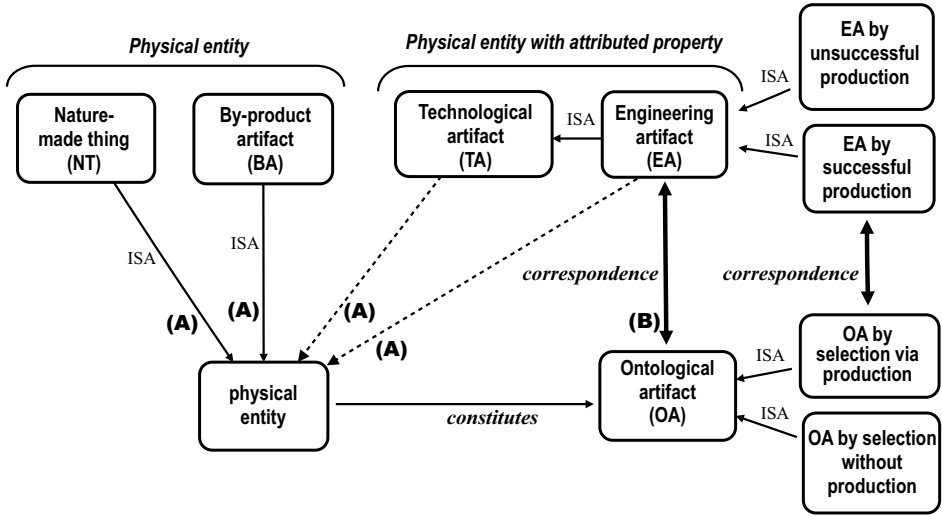 Physical entity
Physical entity with attributed property
EA by
unsuccessful
production
Nature-
made thing
(NT)
By-product
artifact
(BA)
Technological
artifact
(TA)
ISA
Engineering
artifact
(EA)
ISA
ISA
EA by
successful
production
ISA
ISA
correspondence
correspondence
(A)
(A)
(A)
(A)
(B)
physical
entity
constitutes
Ontological
artifact
(OA)
ISA
OA by
selection via
production
ISA
OA by selection
without
production